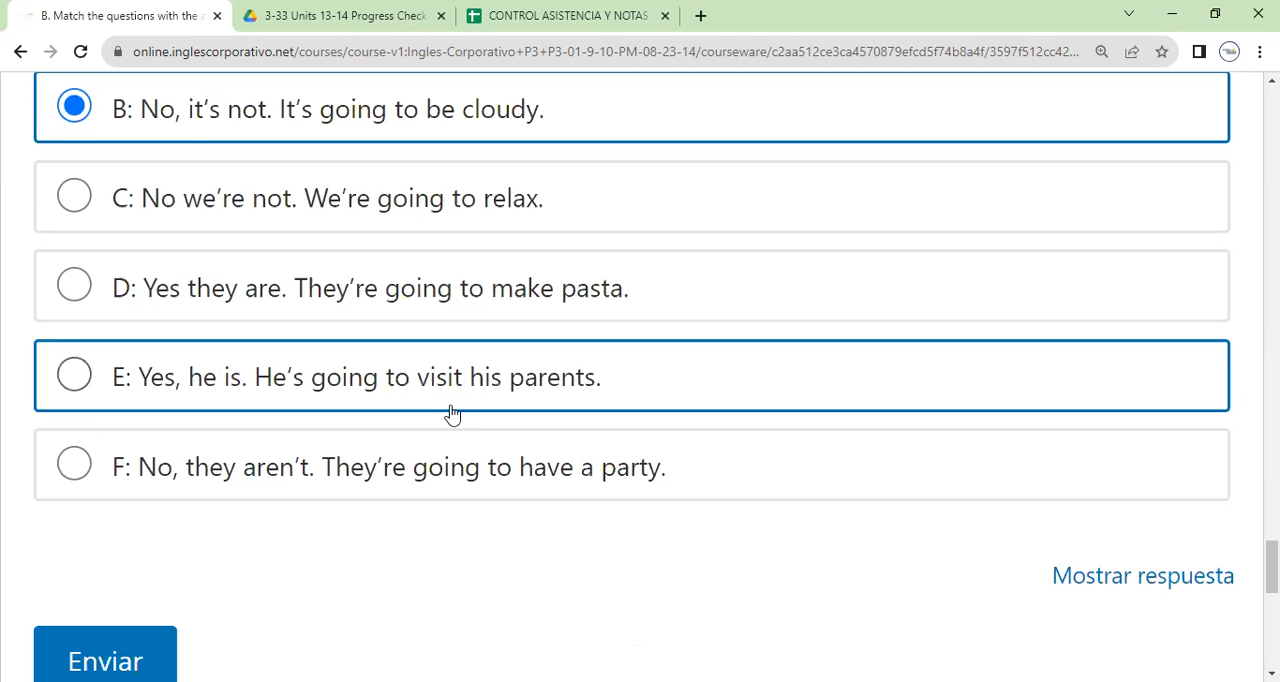 B. Match the questions with the a
3-33 Units 13-14 Progress Check
CONTROL ASISTENCIA Y NOTAS
online.inglescorporativo.net/courses/course-v1:Ingles-Corporativo+P3+P3-01-9-10-PM-08-23-14/courseware/c2aa512ce3ca4570879efcd5f74b8a4f/3597f512cc42...
B: No, it’s not. It’s going to be cloudy.
C: No we’re not. We’re going to relax.
D: Yes they are. They’re going to make pasta.
E: Yes, he is. He’s going to visit his parents.
F: No, they aren’t. They’re going to have a party.
Mostrar respuesta
Enviar